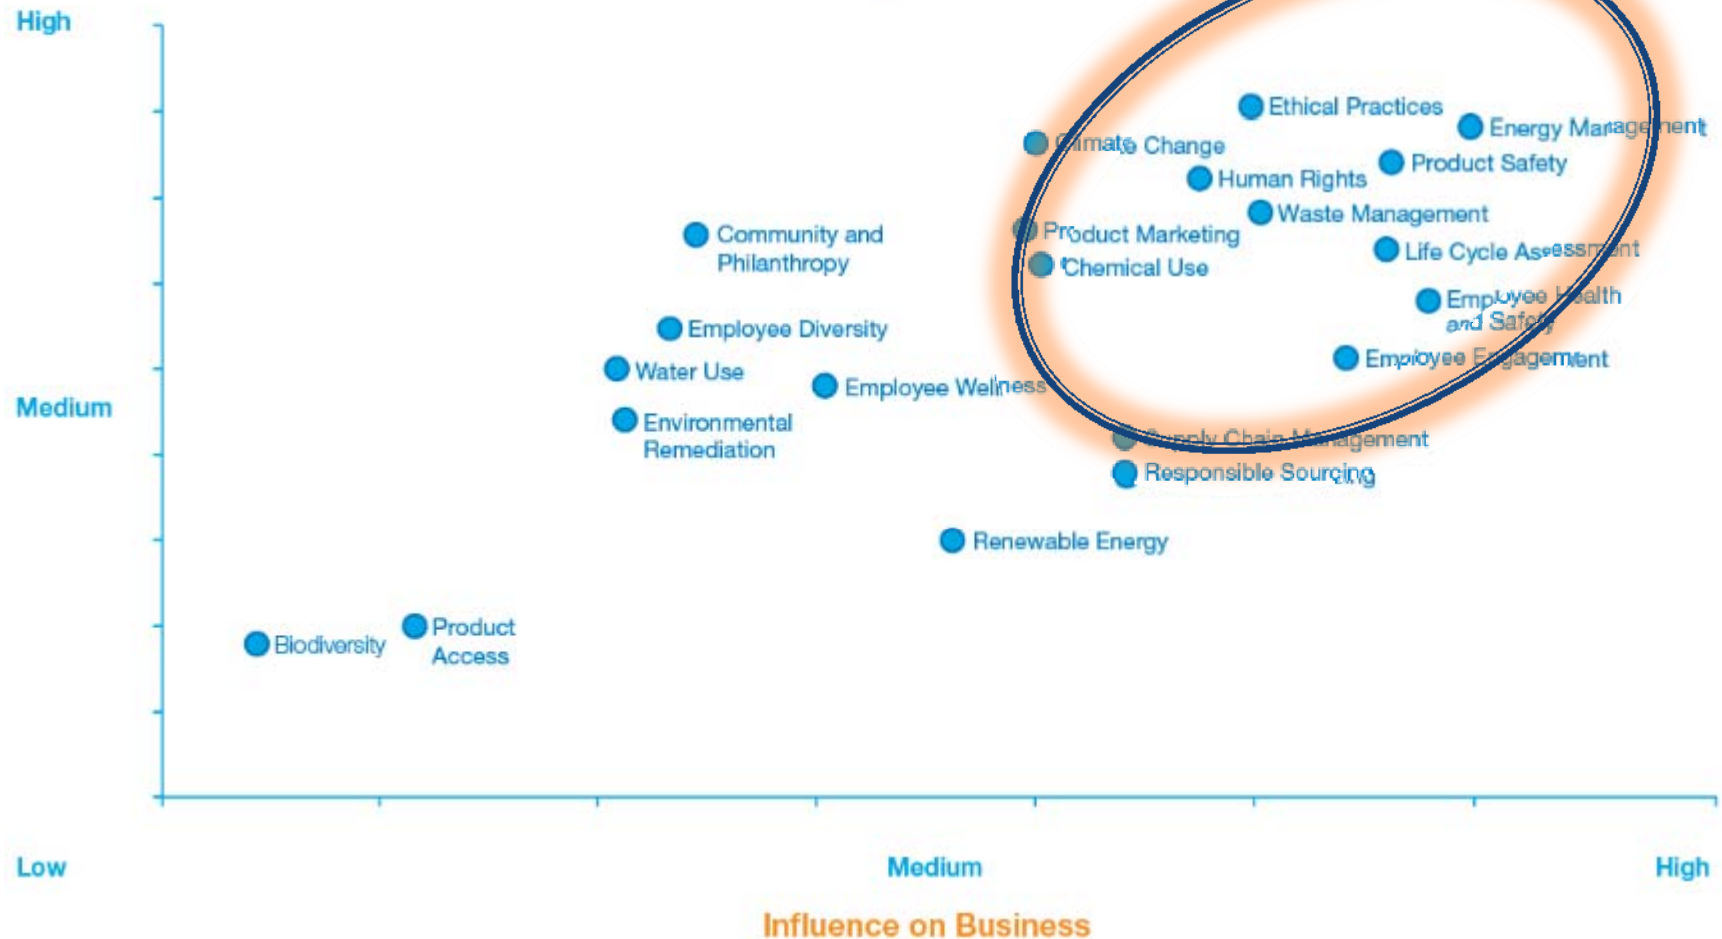 High
Ethical Practices
Energy Management
Climate Change
Product Safety
Human Rights
Waste Management
Community and
Philanthropy
Product Marketing
Life Cycle Assessment
Chemical Use
Employee Health
and Safety
Employee Diversity
Employee Engagement
Water Use
Employee Wellness
Medium
Environmental
Remediation
Supply Chain Management
Responsible Sourcing
Renewable Energy
Biodiversity
Product
Access
Low
Medium
High
Influence on Business